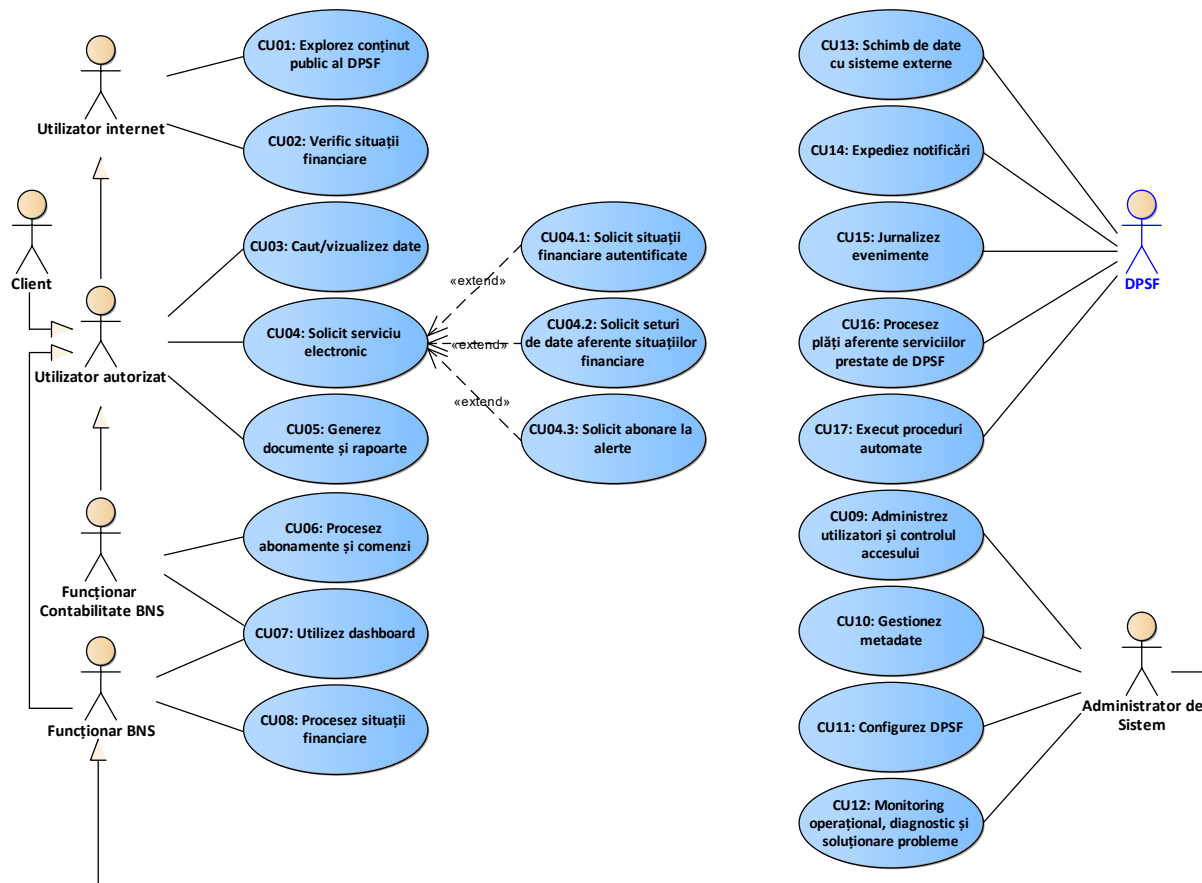 CU01: Explorez conținut
public al DPSF
Utilizator internet
CU02: Verific situații
financiare
Client
CU03: Caut/vizualizez date
CU04: Solicit serviciu
electronic
Utilizator autorizat
CU05: Generez
documente și rapoarte
«extend»
«extend»
«extend»
CU04.1: Solicit situații
financiare autentificate
CU04.2: Solicit seturi
de date aferente situațiilor
financiare
CU04.3: Solicit abonare la
alerte
CU06: Procesez
abonamente și comenzi
Funcționar
Contabilitate BNS
CU07: Utilizez dashboard
Funcționar BNS
CU08: Procesez situații
financiare
CU13: Schimb de date
cu sisteme externe
CU14: Expediez notificări
CU15: Jurnalizez
evenimente
DPSF
CU16: Procesez
plăți aferente serviciilor
prestate de DPSF
CU17: Execut proceduri
automate
CU09: Administrez
utilizatori și controlul
accesului
CU10: Gestionez
metadate
Administrator de
Sistem
CU11: Configurez DPSF
CU12: Monitoring
operațional, diagnostic și
soluționare probleme